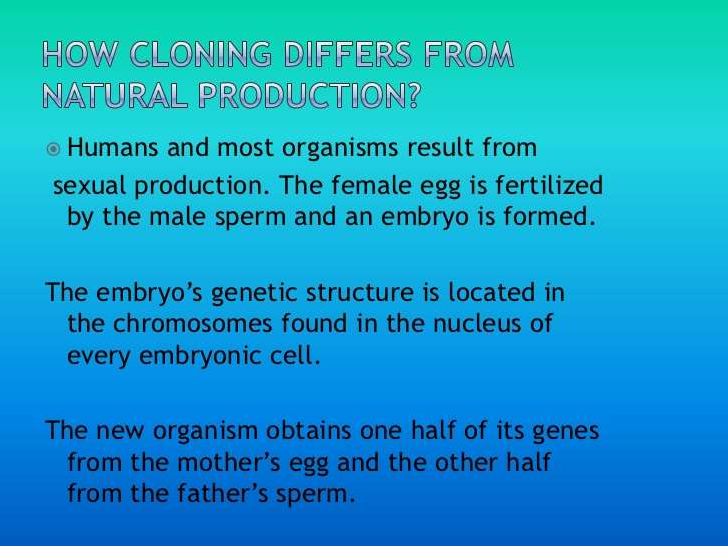 HOW CLONING DIFFERS FROM
NATURAL PRODUCTION?
Humans and most organisms result from
sexual production. The female egg is fertilized
by the male sperm and an embryo is formed.
The embryo’s genetic structure is located in
the chromosomes found in the nucleus of
every embryonic cell.
The new organism obtains one half of its genes
from the mother’s egg and the other half
from the father’s sperm.